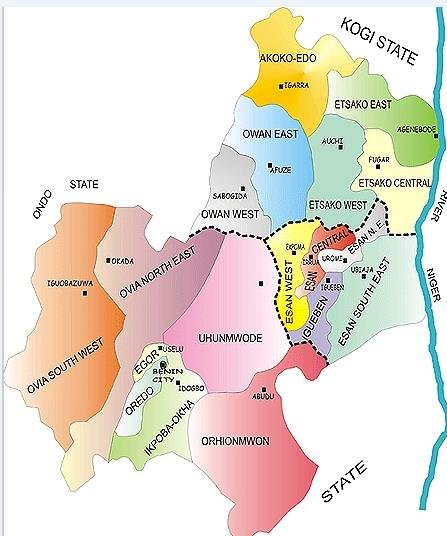 KOGI STATE
AKOKO-EDO
IGARRA
ETSAKO EAST
AGENEBODE
OWAN EAST
AUCHI
FUGAR
AFUZE
ETSAKO CENTRAL
SABOGIDA
ETSAKO WEST
OWAN WEST
STATE
ONDO
RIVER
NIGER
EKPOMA
CENTRAL
ESAN
IRRUA
UROMI
ESAN N. E.
OKADA
OVIA NORTH EAST
UBIAJA
IGUOBAZUWA
ESAN WEST
IGUEBEN
IGUEBEN
ESAN SOUTH EAST
UHUNMWODE
OVIA SOUTH WEST
EGOR
USELU
BENIN
CITY
IDOGBO
OREDO
ABUDU
IKPOBA-OKHA
ORHIONMWON
STATE